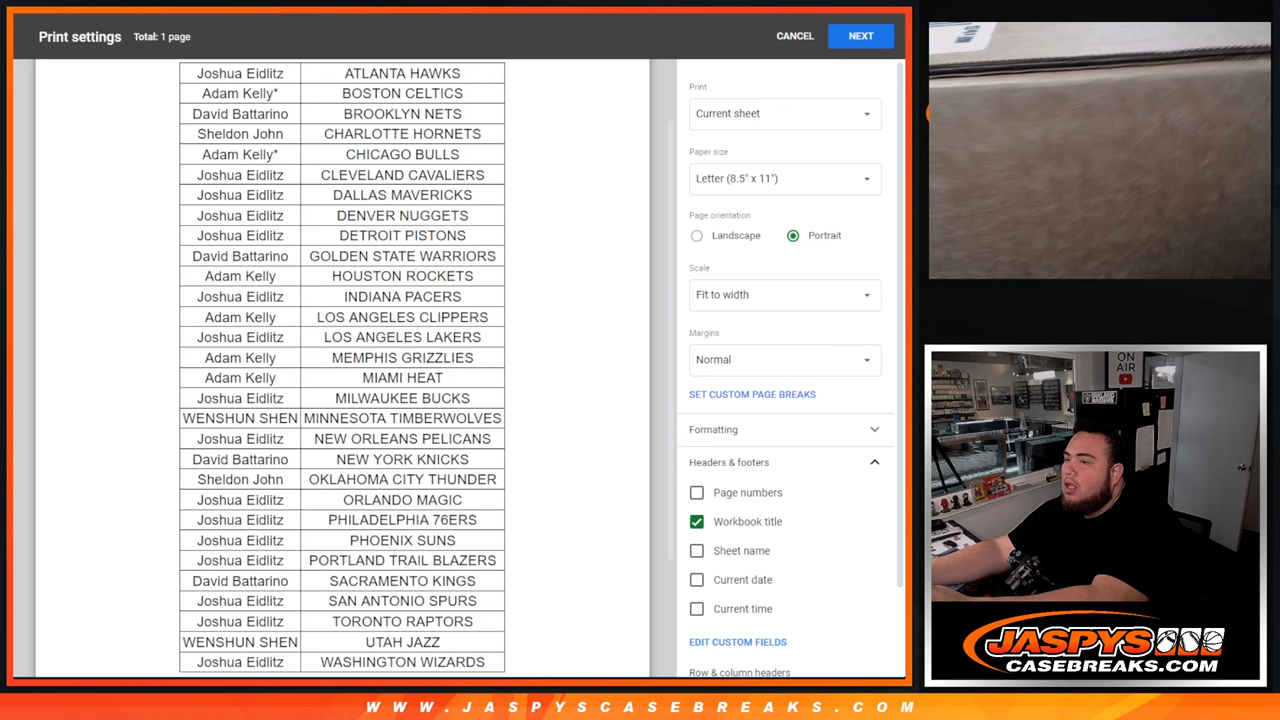 Print settings Total: 1 page CANCEL NEXT
Joshua Eidlitz ATLANTA HAWKS
Adam Kelly* BOSTON CELTICS
David Battarino BROOKLYN NETS
Sheldon John CHARLOTTE HORNETS
Adam Kelly* CHICAGO BULLS
Joshua Eidlitz CLEVELAND CAVALIERS
Joshua Eidlitz DALLAS MAVERICKS
Joshua Eidlitz DENVER NUGGETS
Joshua Eidlitz DETROIT PISTONS
David Battarino GOLDEN STATE WARRIORS
Adam Kelly HOUSTON ROCKETS
Joshua Eidlitz INDIANA PACERS
Adam Kelly LOS ANGELES CLIPPERS
Joshua Eidlitz LOS ANGELES LAKERS
Adam Kelly MEMPHIS GRIZZLIES
Adam Kelly MIAMI HEAT
Joshua Eidlitz MILWAUKEE BUCKS
WENSHUN SHEN MINNESOTA TIMBERWOLVES
Joshua Eidlitz NEW ORLEANS PELICANS
David Battarino NEW YORK KNICKS
Sheldon John OKLAHOMA CITY THUNDER
Joshua Eidlitz ORLANDO MAGIC
Joshua Eidlitz PHILADELPHIA 76ERS
Joshua Eidlitz PHOENIX SUNS
Joshua Eidlitz PORTLAND TRAIL BLAZERS
David Battarino SACRAMENTO KINGS
Joshua Eidlitz SAN ANTONIO SPURS
Joshua Eidlitz TORONTO RAPTORS
WENSHUN SHEN UTAH JAZZ
Joshua Eidlitz WASHINGTON WIZARDS
Print
Current sheet
Paper size
Letter (8.5" x 11")
Page orientation
Landscape Portrait
Scale
Fit to width
Margins
Normal
SET CUSTOM PAGE BREAKS
Formatting
Headers & footers
Page numbers
Workbook title
Sheet name
Current date
Current time
EDIT CUSTOM FIELDS
Row & column headers
ON
AIR
JASPYS
CASEBREAKS.COM
WWW.JASPYSCASEBREAKS.COM